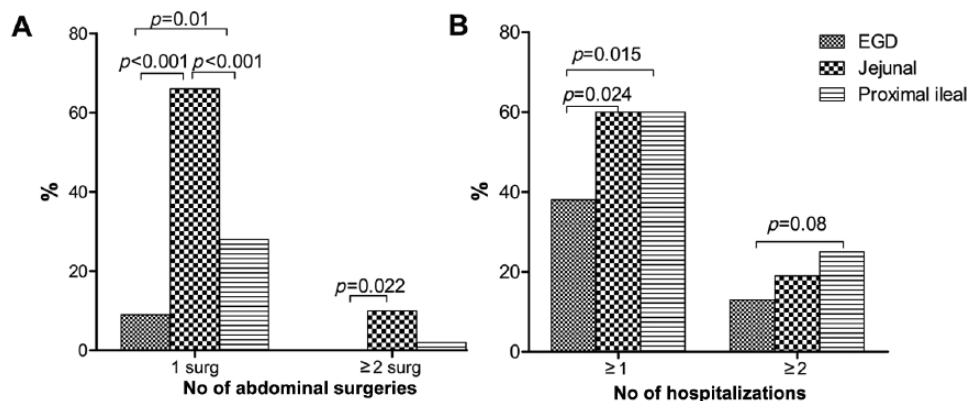 A
p=0.01
p<0.001
p<0.001
p=0.022
80
60
40
20
0
%
1 surg
≥2 surg
No of abdominal surgeries
B
p=0.015
p=0.024
p=0.08
80
60
40
20
0
%
≥1
≥2
No of hospitalizations
EGD
Jejunal
Proximal ileal